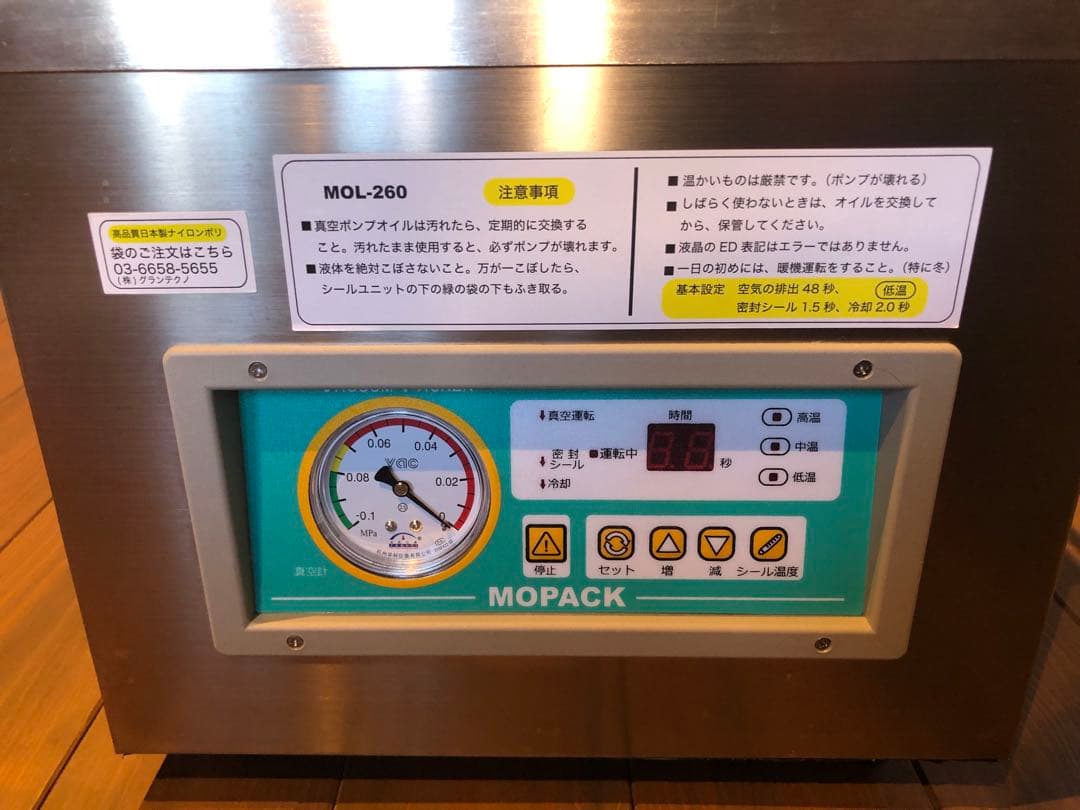 高品質日本製ナイロンポリ
袋のご注文はこちら
03-6658-5655
(株)グランテクノ
MOL-260
注意事項
■真空ポンプオイルは汚れたら、定期的に交換する
こと。汚れたまま使用すると、必ずポンプが壊れます。
■液体を絶対こぼさないこと。万が一こぼしたら、
シールユニットの下の緑の袋の下もふき取る。
■温かいものは厳禁です。(ポンプが壊れる)
■しばらく使わないときは、オイルを交換して
から、保管してください。
■液晶のED表記はエラーではありません。
■一日の初めには、暖機運転をすること。(特に冬)
基本設定 空気の排出48秒、 低温
密封シール1.5秒、冷却2.0秒
0.06
0.04
vac
0.08
0.02
-0.1
0
MPa
真空計
↓真空運転
時間
高温
密封
↓シール
■運転中
秒
中温
↓冷却
低温
停止
セット
増
減
シール温度
MOPACK